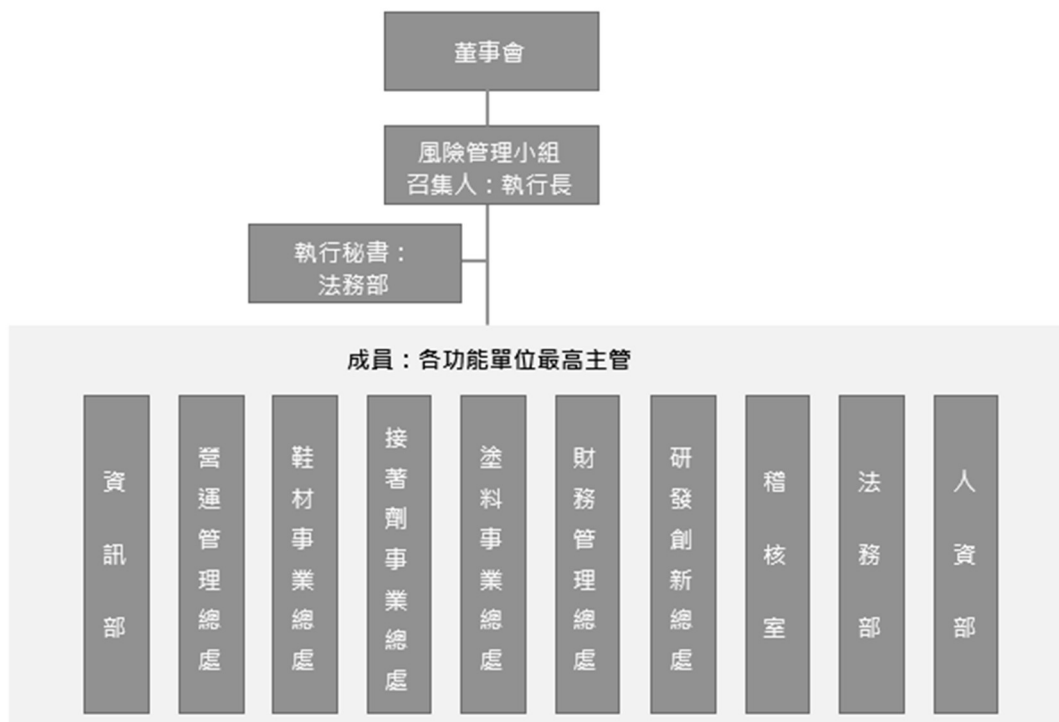 董事會
風險管理小組
召集人：執行長
執行秘書：
法務部
成員：各功能單位最高主管
資訊部
營運管理總處
鞋材事業總處
接著劑事業總處
塗料事業總處
財務管理總處
研發創新總處
稽核室
法務部
人資部